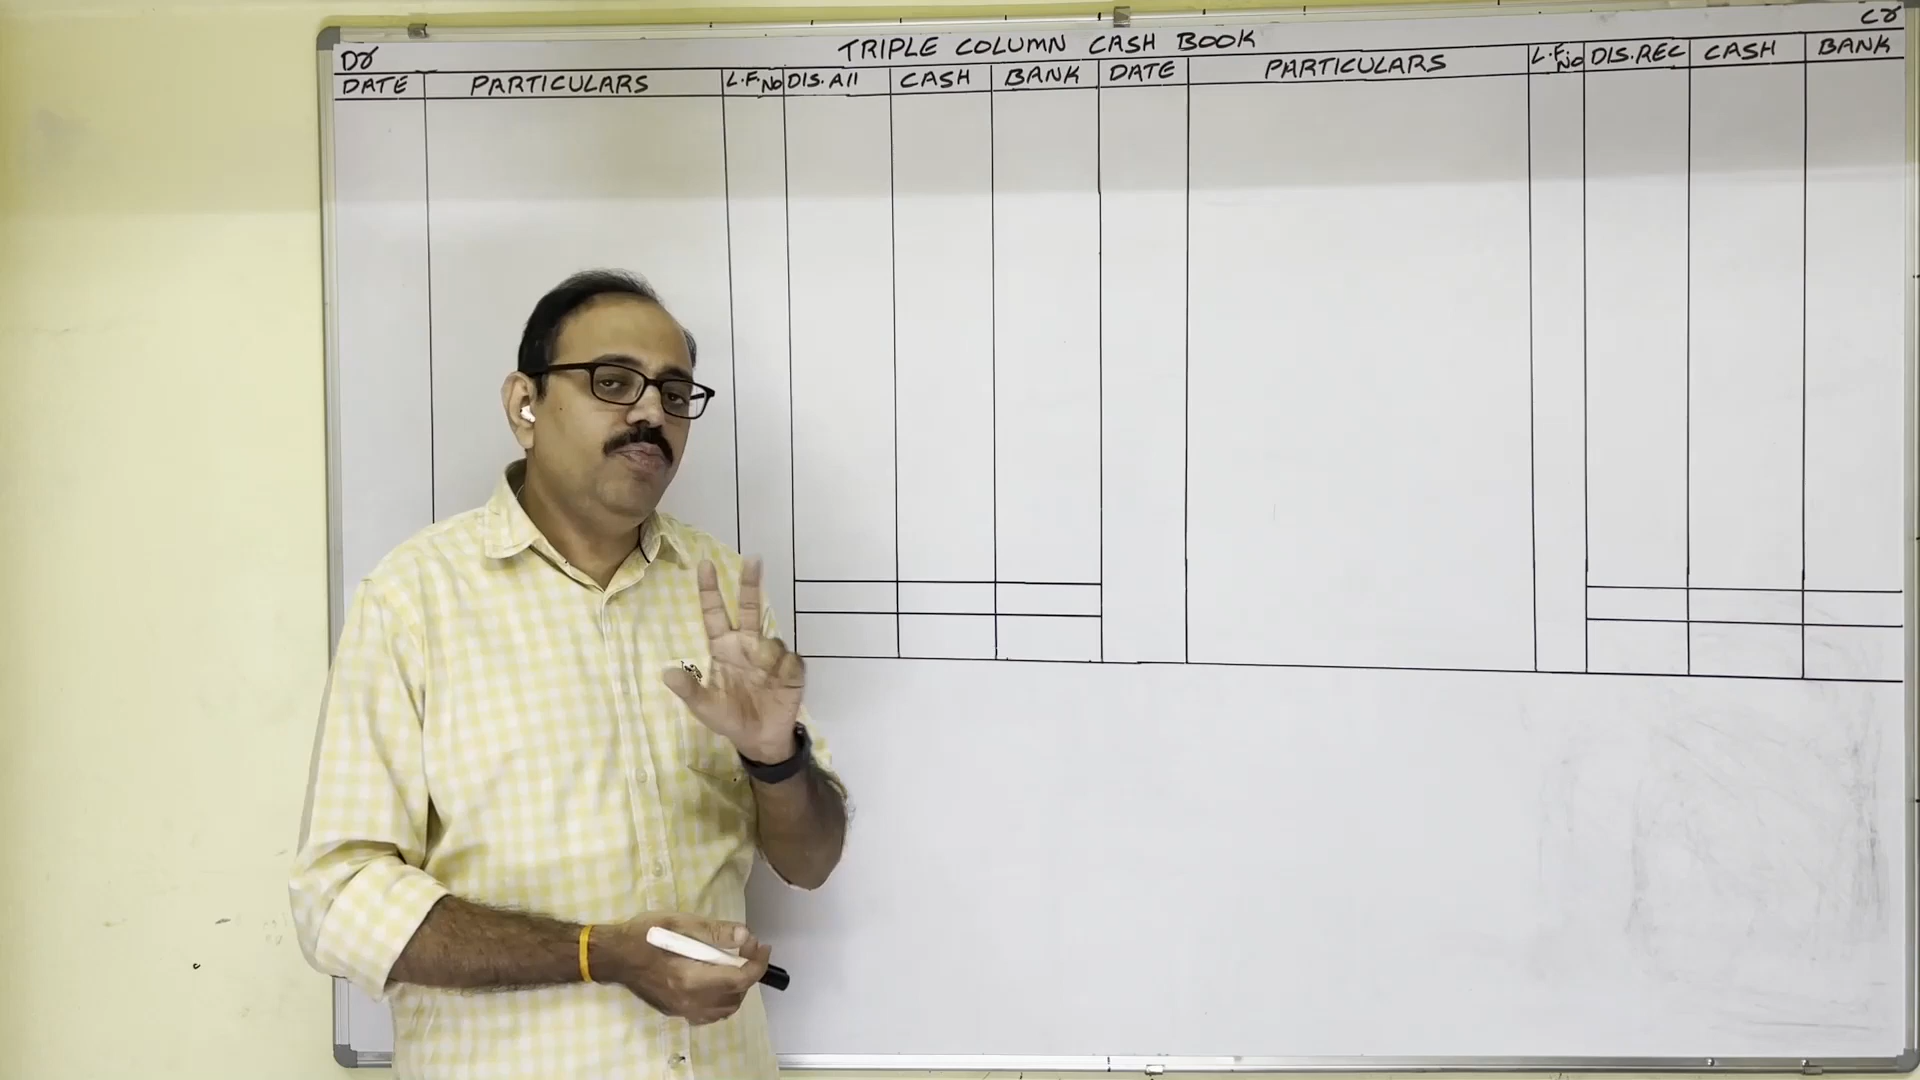 TRIPLE COLUMN CASH BOOK
Dr
Cr
DATE PARTICULARS L.F. No DIS.All CASH BANK DATE PARTICULARS L.F. No DIS.REC CASH BANK